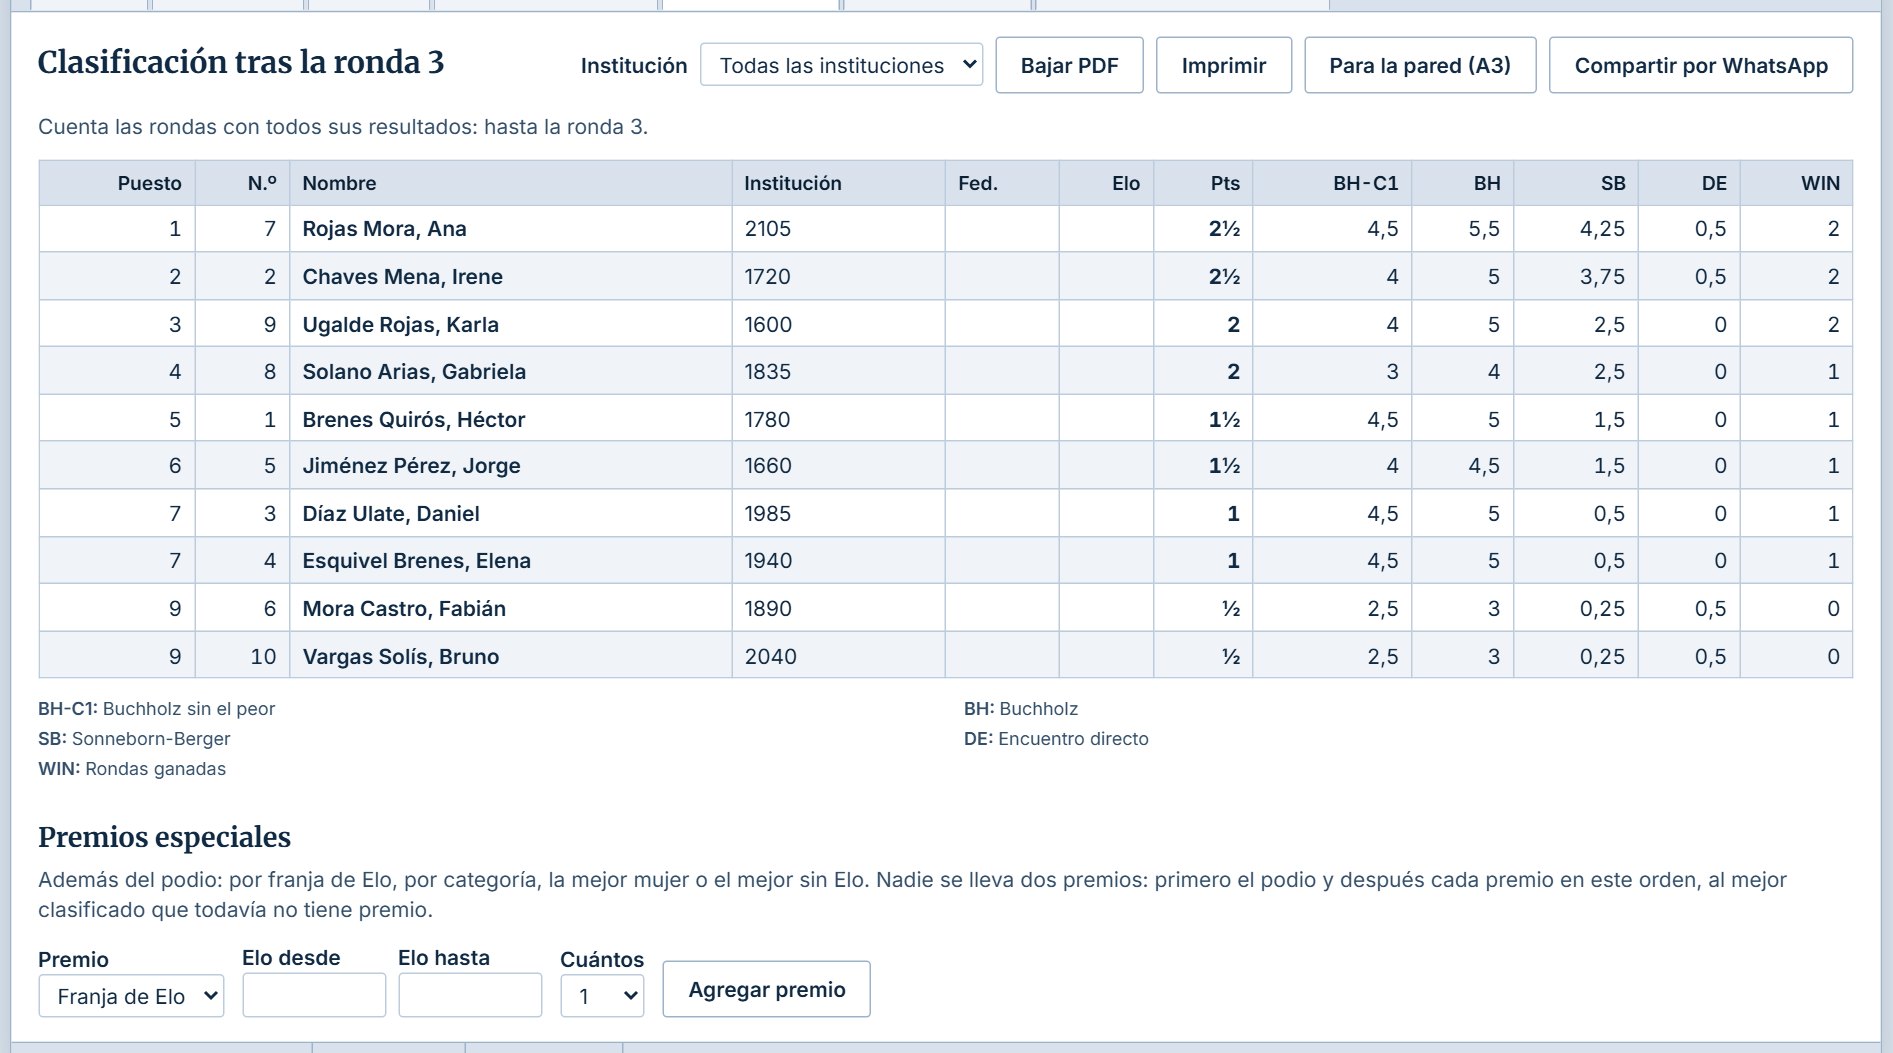 Clasificación tras la ronda 3
Institución Todas las instituciones Bajar PDF Imprimir Para la pared (A3) Compartir por WhatsApp
Cuenta las rondas con todos sus resultados: hasta la ronda 3.
Puesto N.º Nombre Institución Fed. Elo Pts BH-C1 BH SB DE WIN
1 7 Rojas Mora, Ana 2105 2½ 4,5 5,5 4,25 0,5 2
2 2 Chaves Mena, Irene 1720 2½ 4 5 3,75 0,5 2
3 9 Ugalde Rojas, Karla 1600 2 4 5 2,5 0 2
4 8 Solano Arias, Gabriela 1835 2 3 4 2,5 0 1
5 1 Brenes Quirós, Héctor 1780 1½ 4,5 5 1,5 0 1
6 5 Jiménez Pérez, Jorge 1660 1½ 4 4,5 1,5 0 1
7 3 Díaz Ulate, Daniel 1985 1 4,5 5 0,5 0 1
7 4 Esquivel Brenes, Elena 1940 1 4,5 5 0,5 0 1
9 6 Mora Castro, Fabián 1890 ½ 2,5 3 0,25 0,5 0
9 10 Vargas Solís, Bruno 2040 ½ 2,5 3 0,25 0,5 0
BH-C1: Buchholz sin el peor BH: Buchholz
SB: Sonneborn-Berger DE: Encuentro directo
WIN: Rondas ganadas
Premios especiales
Además del podio: por franja de Elo, por categoría, la mejor mujer o el mejor sin Elo. Nadie se lleva dos premios: primero el podio y después cada premio en este orden, al mejor
clasificado que todavía no tiene premio.
Premio Elo desde Elo hasta Cuántos
Franja de Elo 1 Agregar premio